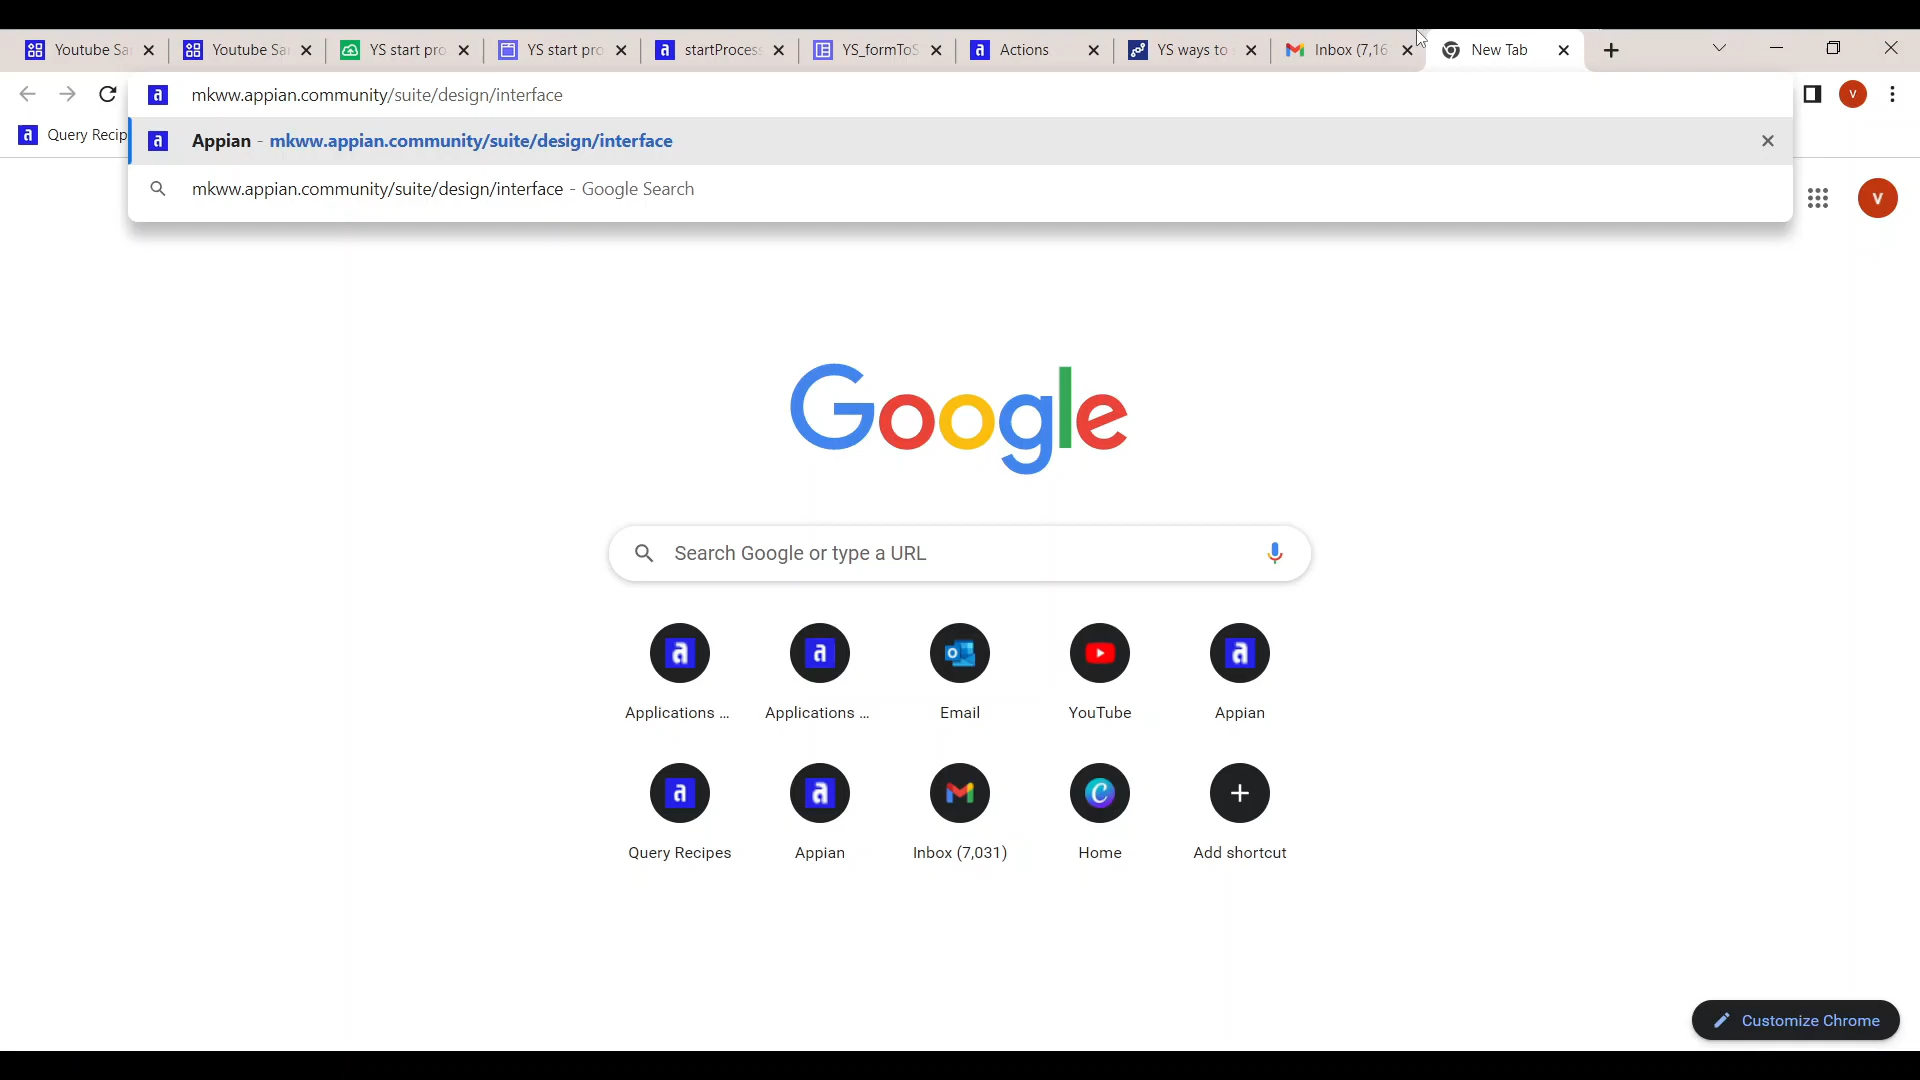 Youtube Sa
Youtube Sa
YS start pro
YS start pro
startProcess
YS_formToS
Actions
YS ways to
Inbox (7,16
New Tab
mkww.appian.community/suite/design/interface
V
Query Recip
Appian - mkww.appian.community/suite/design/interface
mkww.appian.community/suite/design/interface - Google Search
V
Google
Search Google or type a URL
Applications ...
Applications ...
Email
YouTube
Appian
Query Recipes
Appian
Inbox (7,031)
Home
Add shortcut
Customize Chrome